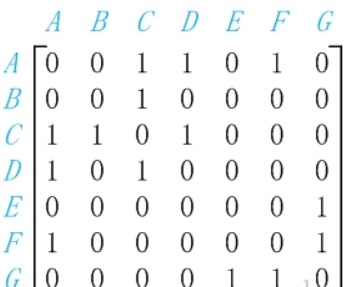 A B C D E F G
A 0 0 1 1 0 1 0
B 0 0 1 0 0 0 0
C 1 1 0 1 0 0 0
D 1 0 1 0 0 0 0
E 0 0 0 0 0 0 1
F 1 0 0 0 0 0 1
G 0 0 0 0 1 1 0